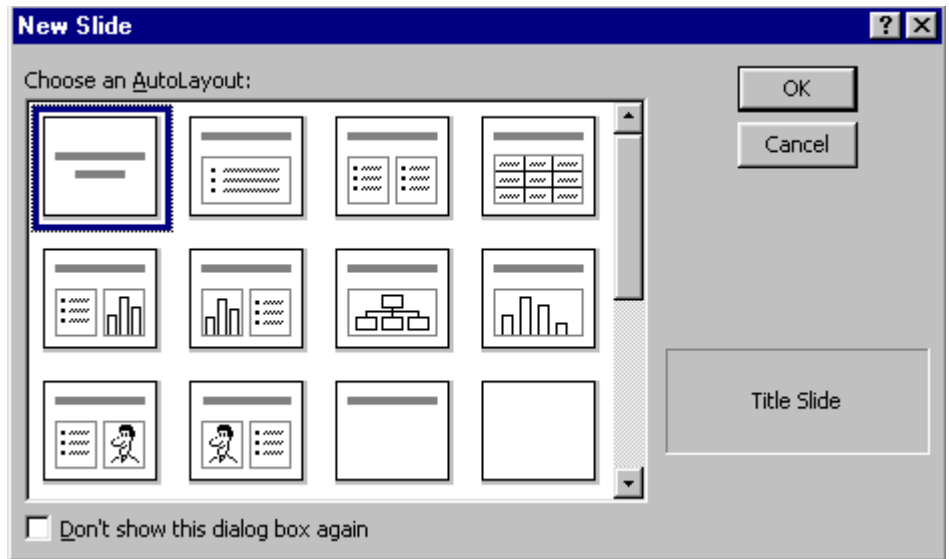 New Slide
Choose an AutoLayout:
OK
Cancel
Title Slide
Don't show this dialog box again